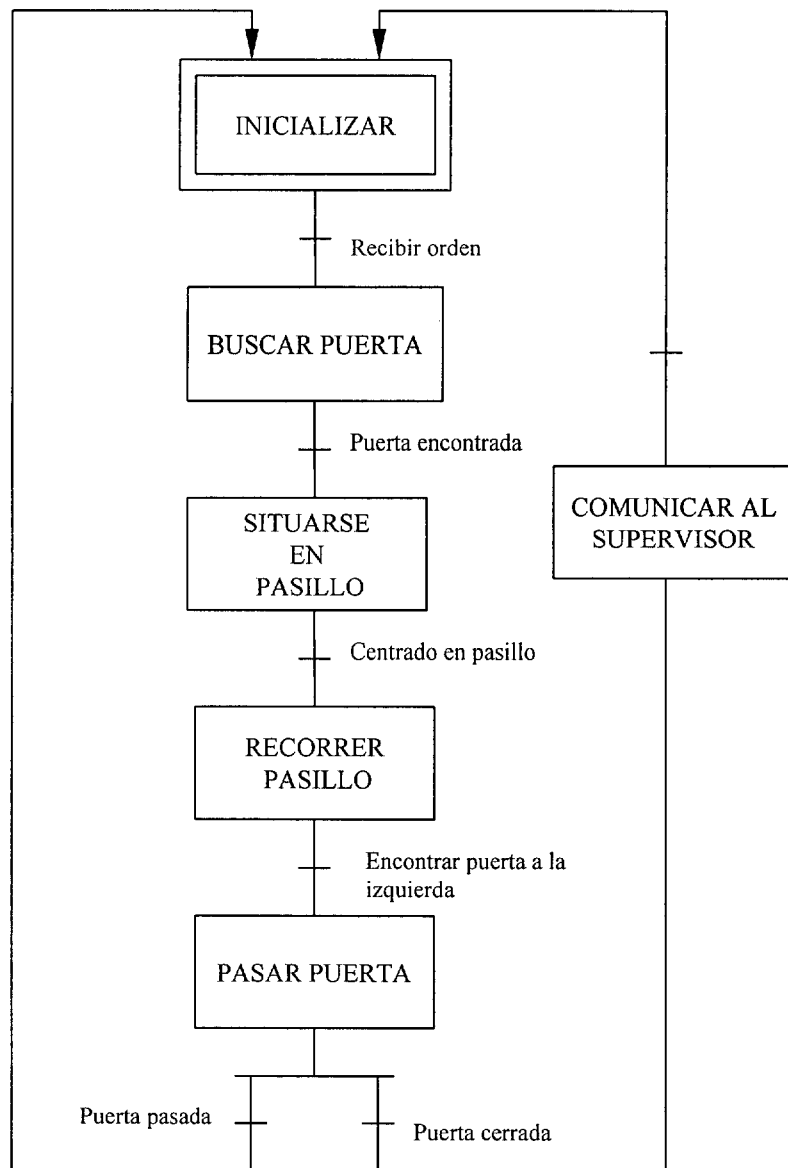 INICIALIZAR
Recibir orden
BUSCAR PUERTA
Puerta encontrada
SITUARSE
EN
PASILLO
COMUNICAR AL
SUPERVISOR
Centrado en pasillo
RECORRER
PASILLO
Encontrar puerta a la
izquierda
PASAR PUERTA
Puerta pasada
Puerta cerrada